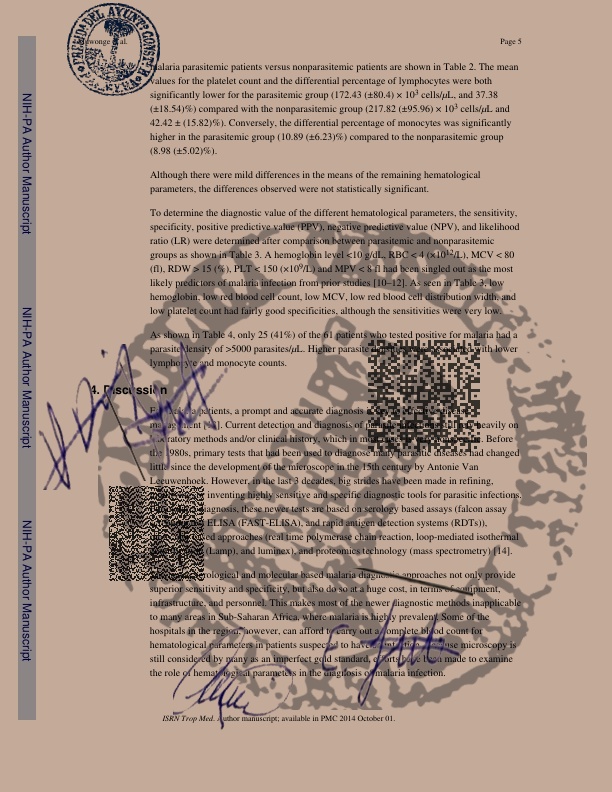 et al.
Page 5
malaria parasitemic patients versus nonparasitemic patients are shown in Table 2. The mean
values for the platelet count and the differential percentage of lymphocytes were both
significantly lower for the parasitemic group (172.43 (±80.4) × 10³ cells/μL, and 37.38
(±18.54)%) compared with the nonparasitemic group (217.82 (±95.96) × 10³ cells/μL and
42.42 ± (15.82)%). Conversely, the differential percentage of monocytes was significantly
higher in the parasitemic group (10.89 (±6.23)%) compared to the nonparasitemic group
(8.98 (±5.02)%).
Although there were mild differences in the means of the remaining hematological
parameters, the differences observed were not statistically significant.
To determine the diagnostic value of the different hematological parameters, the sensitivity,
specificity, positive predictive value (PPV), negative predictive value (NPV), and likelihood
ratio (LR) were determined after comparison between parasitemic and nonparasitemic
groups as shown in Table 3. A hemoglobin level <10 g/dL, RBC < 4 (×10¹²/L), MCV < 80
(fl), RDW > 15 (%), PLT < 150 (×10⁹/L) and MPV < 8 fl had been singled out as the most
likely predictors of malaria infection from prior studies [10–12]. As seen in Table 3, low
hemoglobin, low red blood cell count, low MCV, low red blood cell distribution width, and
low platelet count had fairly good specificities, although the sensitivities were very low.
As shown in Table 4, only 25 (41%) of the 61 patients who tested positive for malaria had a
parasite density of >5000 parasites/μL. Higher parasite with lower
lymphocyte and monocyte counts.
4. Discussion
patients, a prompt and accurate diagnosis
Current detection and diagnosis of heavily on
laboratory methods and/or clinical history, which in Before
the 1980s, primary tests that had been used to diagnose many parasitic diseases had changed
little since the development of the microscope in the 15th century by Antonie Van
Leeuwenhoek. However, in the last 3 decades, big strides have been made in refining,
inventing highly sensitive and specific diagnostic tools for parasitic infections.
diagnosis, these newer tests are based on serology based assays (falcon assay
ELISA (FAST-ELISA), and rapid antigen detection systems (RDTs)),
approaches (real time polymerase chain reaction, loop-mediated isothermal
(Lamp), and luminex), and proteomics technology (mass spectrometry) [14].
and molecular based malaria diagnostic approaches not only provide
superior sensitivity and specificity, but also do so at a huge cost, in terms of equipment,
infrastructure, and personnel. This makes most of the newer diagnostic methods inapplicable
to many areas in Sub-Saharan Africa, where malaria is highly prevalent. Some of the
hospitals in the region, however, can afford to carry out a complete blood count for
hematological parameters in patients suspected to have microscopy is
still considered by many as an imperfect gold standard, efforts have been made to examine
the role of hematological parameters in the diagnosis of malaria infection.
ISRN Trop Med. Author manuscript; available in PMC 2014 October 01.
NIH-PA Author Manuscript
NIH-PA Author Manuscript
NIH-PA Author Manuscript